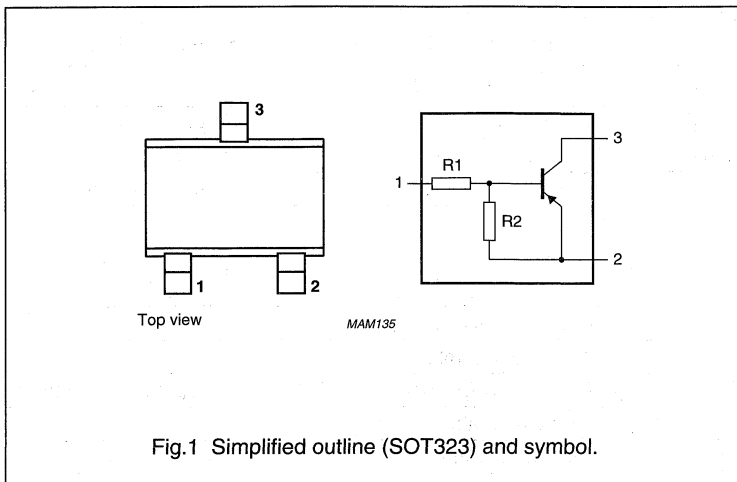 3
1
2
Top view
MAM135
R1
1
R2
3
2
Fig.1 Simplified outline (SOT323) and symbol.